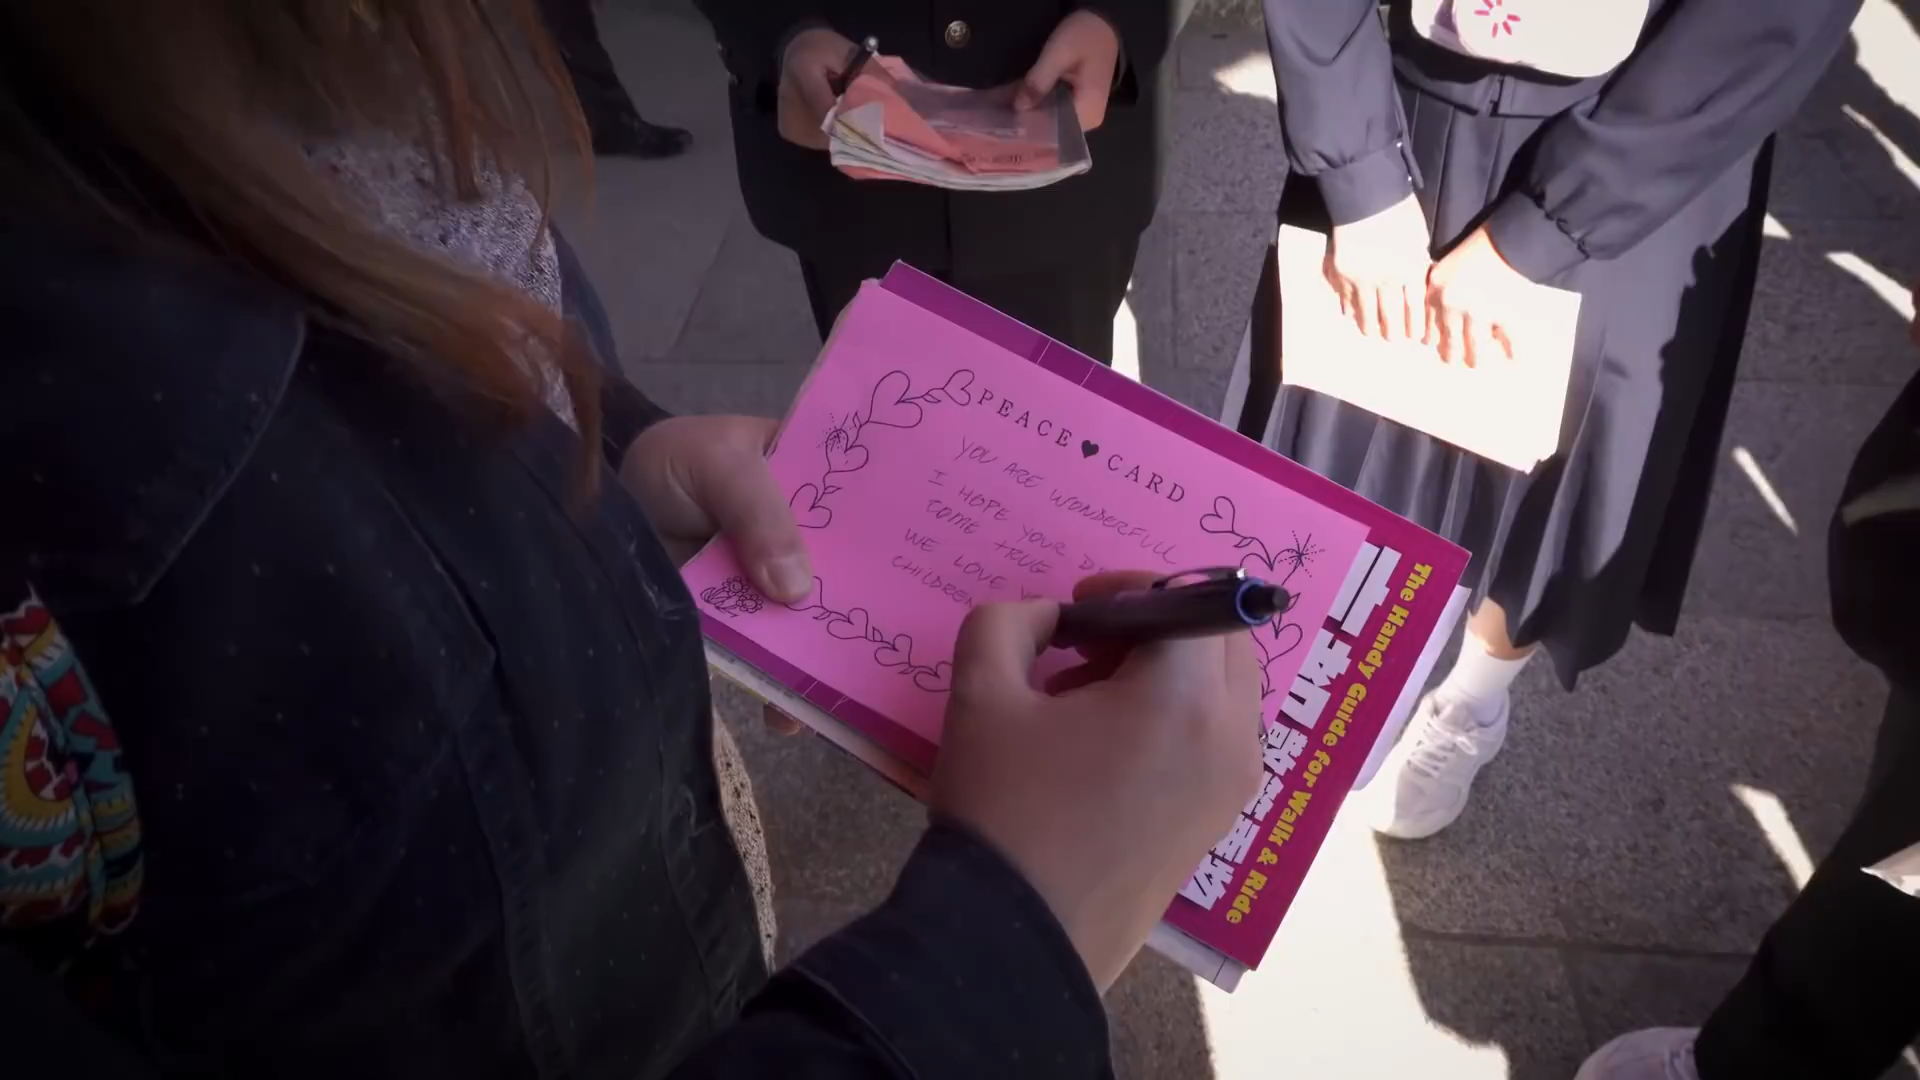 PEACE♥CARD
YOU ARE WONDERFULL
I HOPE YOUR
COME TRUE
WE LOVE
CHILDREN
The Handy Guide for Walk & Ride